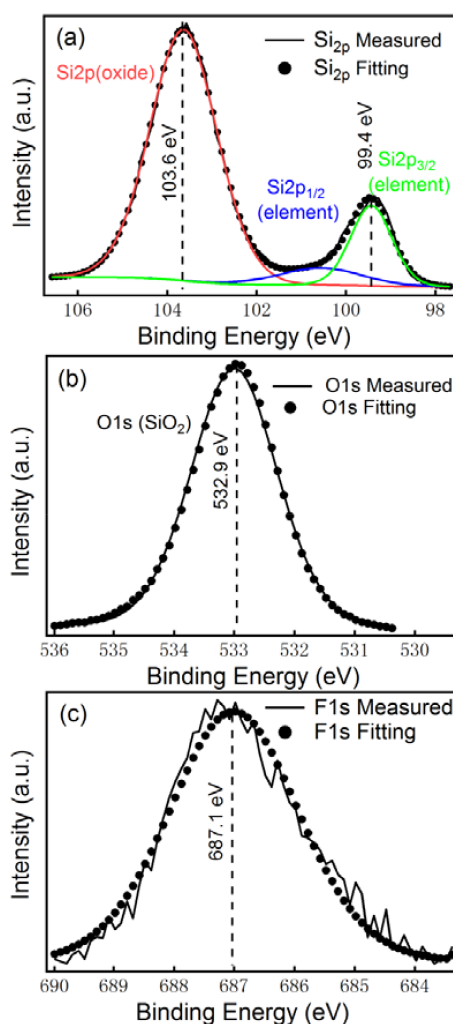 (a)
Si2p(oxide)
Si₂ₚ Measured
Si₂ₚ Fitting
103.6 eV
99.4 eV
Si2p₁/₂
(element)
Si2p₃/₂
(element)
Intensity (a.u.)
106 104 102 100 98
Binding Energy (eV)
(b)
O1s Measured
O1s Fitting
O1s (SiO₂)
532.9 eV
Intensity (a.u.)
536 535 534 533 532 531 530
Binding Energy (eV)
(c)
F1s Measured
F1s Fitting
687.1 eV
Intensity (a.u.)
690 689 688 687 686 685 684
Binding Energy (eV)